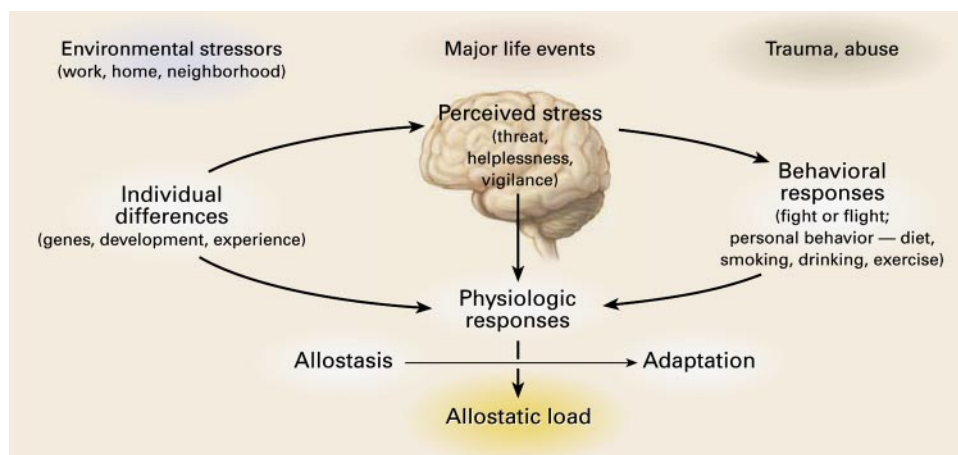 Environmental stressors
(work, home, neighborhood)
Major life events
Trauma, abuse
Perceived stress
(threat,
helplessness,
vigilance)
Individual
differences
(genes, development, experience)
Behavioral
responses
(fight or flight;
personal behavior — diet,
smoking, drinking, exercise)
Physiologic
responses
Allostasis
Adaptation
Allostatic load